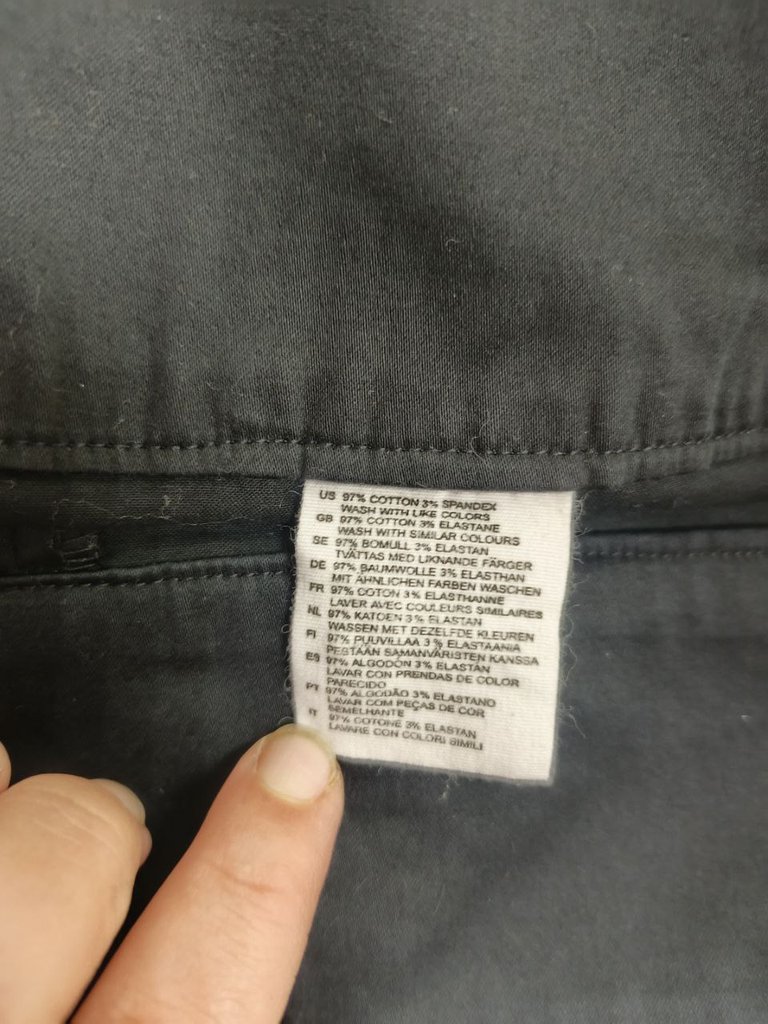 US 97% COTTON 3% SPANDEX
WASH WITH LIKE COLORS
GB 97% COTTON 3% ELASTANE
WASH WITH SIMILAR COLOURS
SE 97% BOMULL 3% ELASTAN
TVÄTTAS MED LIKNANDE FÄRGER
DE 97% BAUMWOLLE 3% ELASTHAN
MIT ÄHNLICHEN FARBEN WASCHEN
FR 97% COTON 3% ELASTHANNE
LAVER AVEC COULEURS SIMILAIRES
NL 97% KATOEN 3% ELASTAN
WASSEN MET DEZELFDE KLEUREN
FI 97% PUUVILLAA 3% ELASTAANIA
PESTÄÄN SAMANVÄRISTEN KANSSA
ES 97% ALGODÓN 3% ELASTÁN
LAVAR CON PRENDAS DE COLOR
PARECIDO
PT 97% ALGODÃO 3% ELASTANO
LAVAR COM PEÇAS DE COR
SEMELHANTE
IT 97% COTONE 3% ELASTAN
LAVARE CON COLORI SIMILI